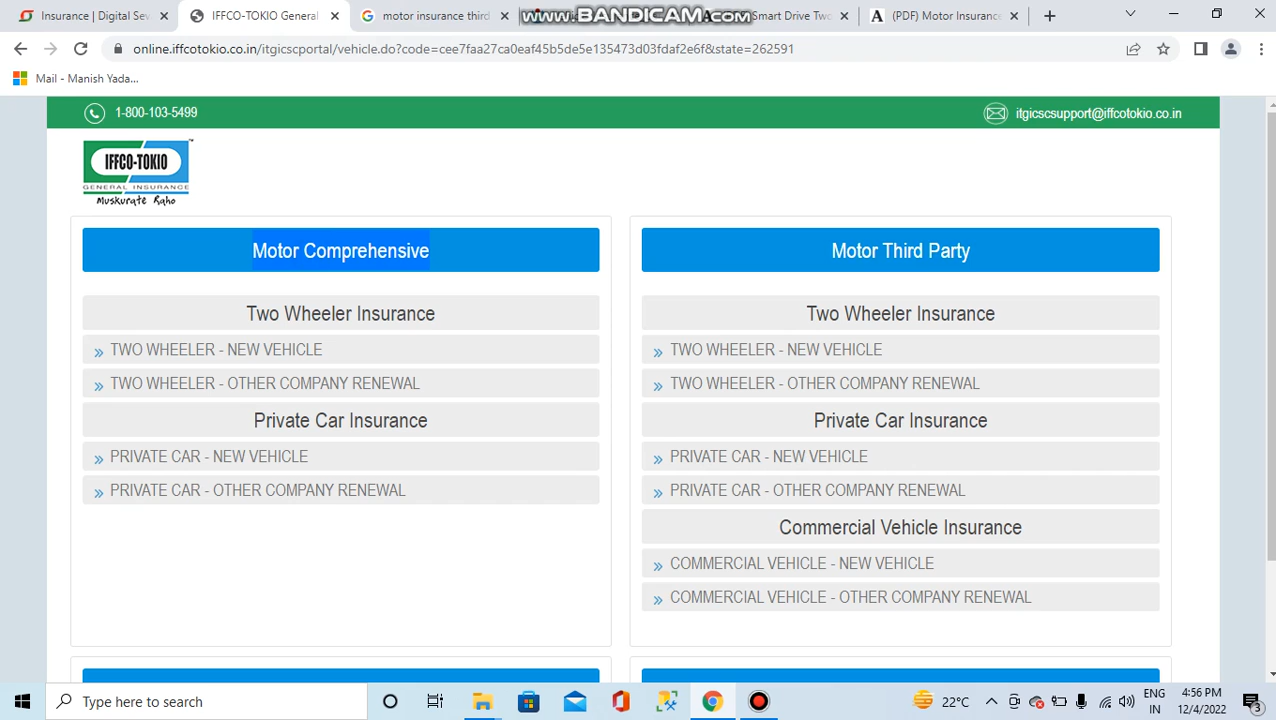 Insurance | Digital Sev
IFFCO-TOKIO General
motor insurance third
www.BANDICAM.com
Smart Drive Two
(PDF) Motor Insurance
online.iffcotokio.co.in/itgicscportal/vehicle.do?code=cee7faa27ca0eaf45b5de5e135473d03fdaf2e6f&state=262591
Mail - Manish Yada...
1-800-103-5499
itgicscsupport@iffcotokio.co.in
IFFCO-TOKIO
GENERAL INSURANCE
Muskurate Raho
Motor Comprehensive
Two Wheeler Insurance
TWO WHEELER - NEW VEHICLE
TWO WHEELER - OTHER COMPANY RENEWAL
Private Car Insurance
PRIVATE CAR - NEW VEHICLE
PRIVATE CAR - OTHER COMPANY RENEWAL
Motor Third Party
Two Wheeler Insurance
TWO WHEELER - NEW VEHICLE
TWO WHEELER - OTHER COMPANY RENEWAL
Private Car Insurance
PRIVATE CAR - NEW VEHICLE
PRIVATE CAR - OTHER COMPANY RENEWAL
Commercial Vehicle Insurance
COMMERCIAL VEHICLE - NEW VEHICLE
COMMERCIAL VEHICLE - OTHER COMPANY RENEWAL
Type here to search
22°C
ENG
IN
4:56 PM
12/4/2022
3